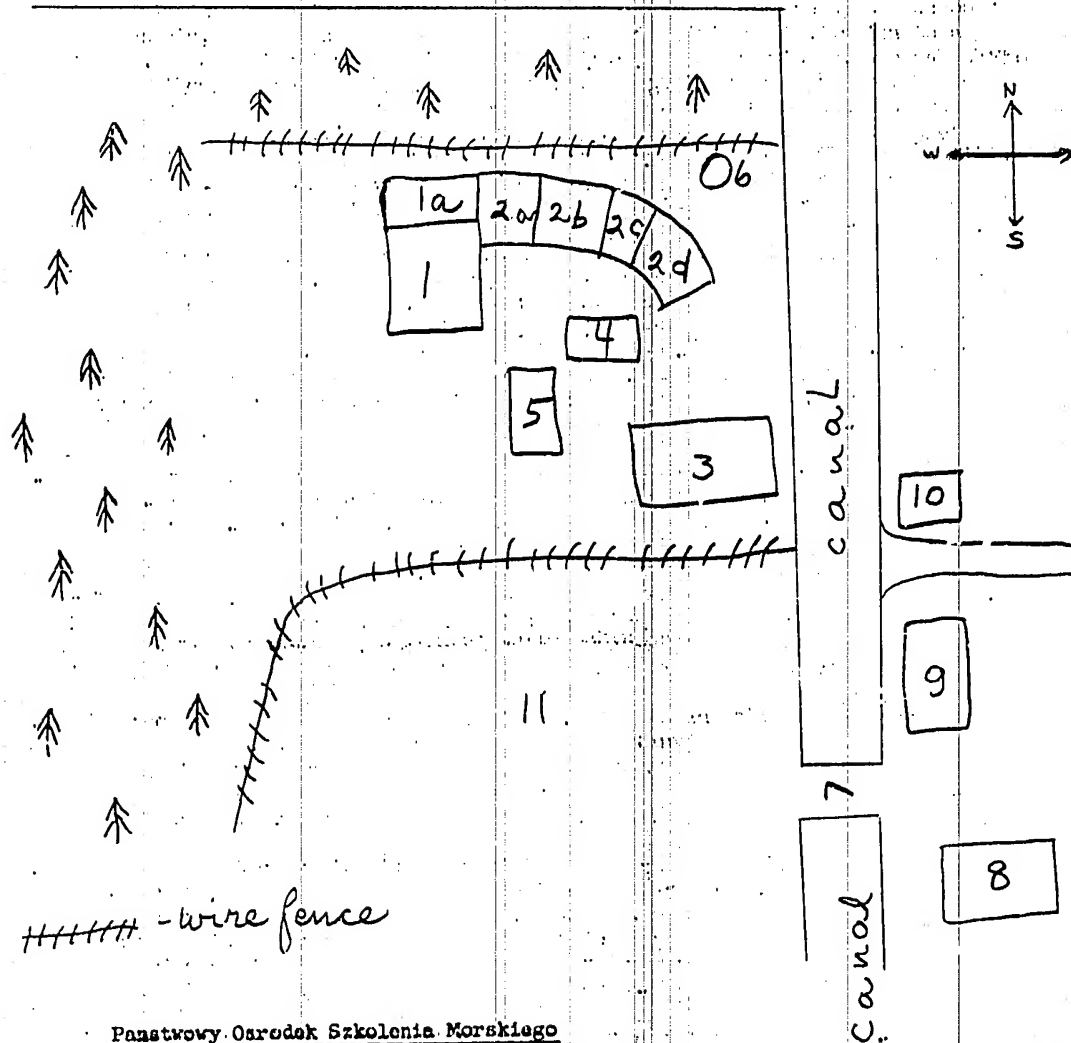 N
W
S
O6
1a 2a 2b 2c 2d
1
4
5
3
canal
10
9
11.
7
8
canal
-wire fence
Panstwowy Osrodek Szkolenia Morskiego